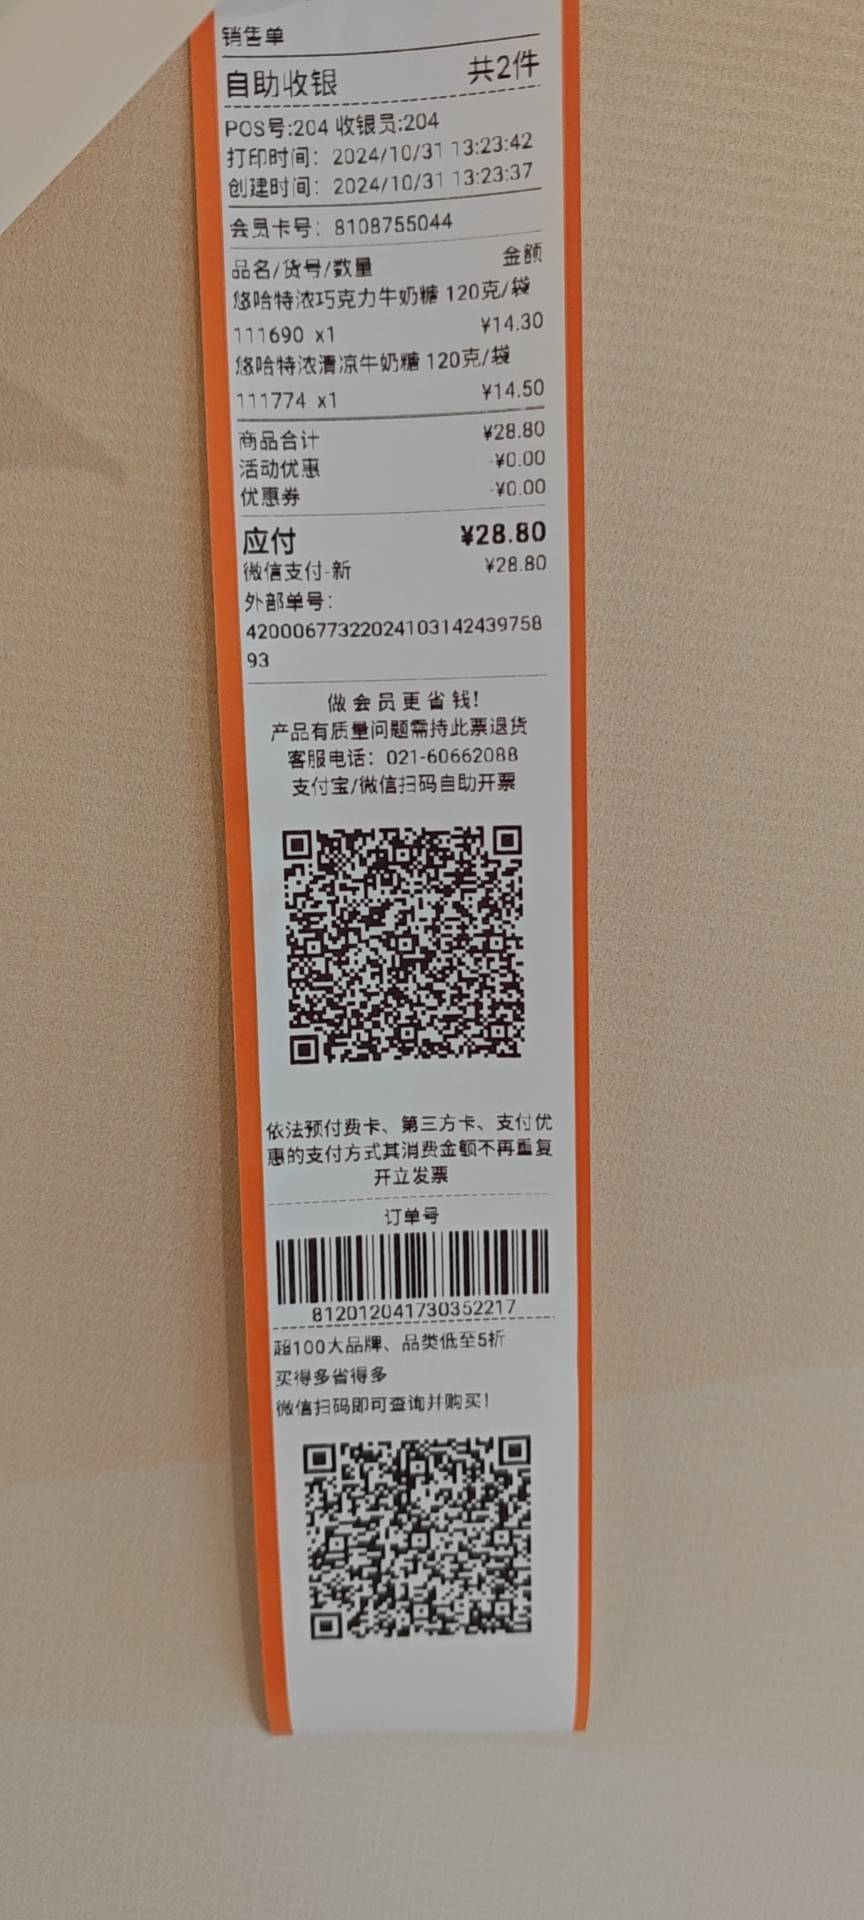 销售单
自助收银 共2件
POS号:204 收银员:204
打印时间： 2024/10/31 13:23:42
创建时间： 2024/10/31 13:23:37
会员卡号： 8108755044
品名/货号/数量 金额
悠哈特浓巧克力牛奶糖 120克/袋
111690 x1 ¥14.30
悠哈特浓清凉牛奶糖 120克/袋
111774 x1 ¥14.50
商品合计 ¥28.80
活动优惠 -¥0.00
优惠券 -¥0.00
应付 ¥28.80
微信支付-新 ¥28.80
外部单号：
42000677322024103142439758
93
做会员更省钱!
产品有质量问题需持此票退货
客服电话：021-60662088
支付宝/微信扫码自助开票
依法预付费卡、第三方卡、支付优
惠的支付方式其消费金额不再重复
开立发票
订单号
812012041730352217
超100大品牌、品类低至5折
买得多省得多
微信扫码即可查询并购买!